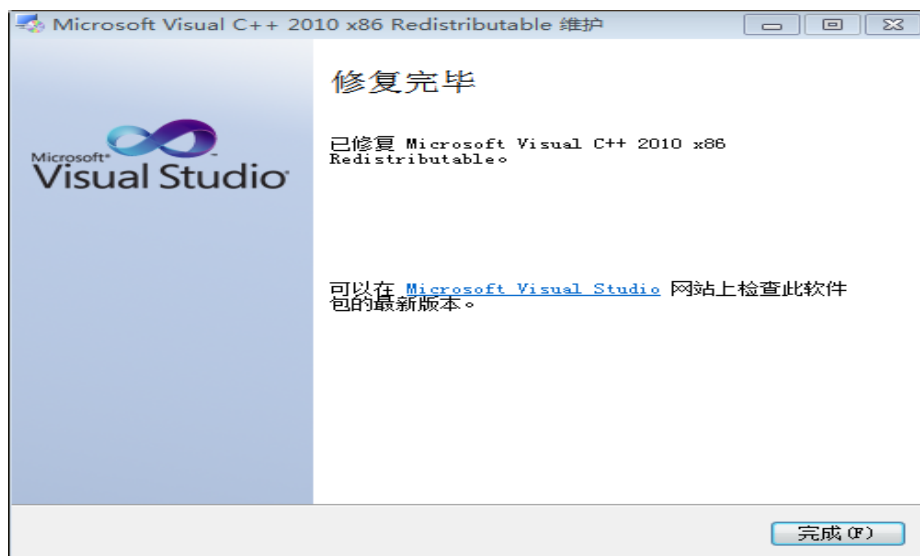 Microsoft Visual C++ 2010 x86 Redistributable 维护
修复完毕
已修复 Microsoft Visual C++ 2010 x86
Redistributable。
Microsoft®
Visual Studio®
可以在 Microsoft Visual Studio 网站上检查此软件
包的最新版本。
完成(F)